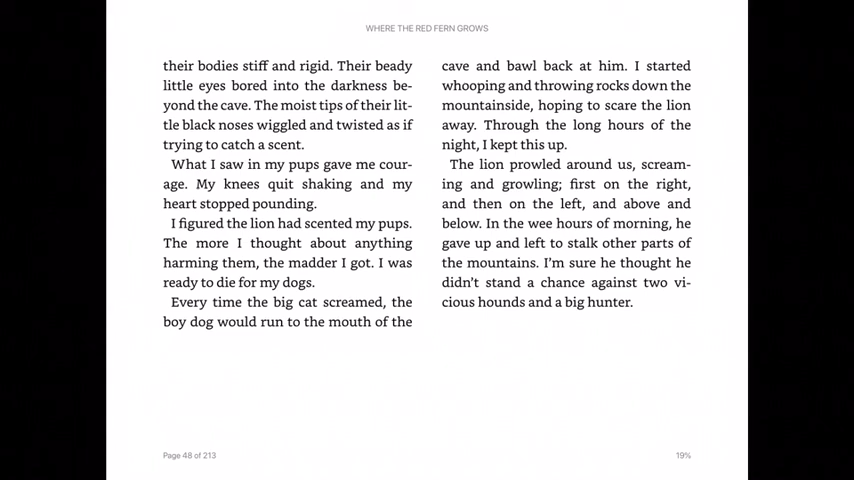 WHERE THE RED FERN GROWS
their bodies stiff and rigid. Their beady
little eyes bored into the darkness be-
yond the cave. The moist tips of their lit-
tle black noses wiggled and twisted as if
trying to catch a scent.
What I saw in my pups gave me cour-
age. My knees quit shaking and my
heart stopped pounding.
I figured the lion had scented my pups.
The more I thought about anything
harming them, the madder I got. I was
ready to die for my dogs.
Every time the big cat screamed, the
boy dog would run to the mouth of the
cave and bawl back at him. I started
whooping and throwing rocks down the
mountainside, hoping to scare the lion
away. Through the long hours of the
night, I kept this up.
The lion prowled around us, scream-
ing and growling; first on the right,
and then on the left, and above and
below. In the wee hours of morning, he
gave up and left to stalk other parts of
the mountains. I’m sure he thought he
didn’t stand a chance against two vi-
cious hounds and a big hunter.
Page 48 of 213
19%